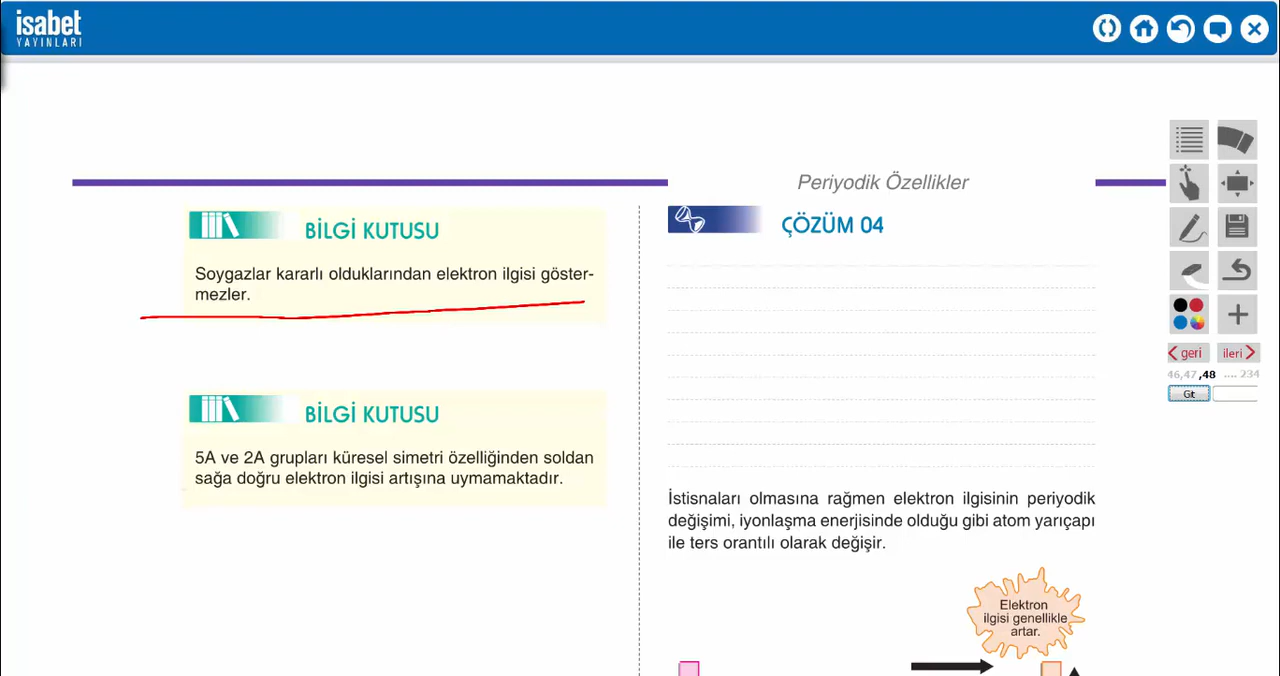 isabet
YAYINLARI
Periyodik Özellikler
BİLGİ KUTUSU
Soygazlar kararlı olduklarından elektron ilgisi göster-
mezler.
BİLGİ KUTUSU
5A ve 2A grupları küresel simetri özelliğinden soldan
sağa doğru elektron ilgisi artışına uymamaktadır.
ÇÖZÜM 04
İstisnaları olmasına rağmen elektron ilgisinin periyodik
değişimi, iyonlaşma enerjisinde olduğu gibi atom yarıçapı
ile ters orantılı olarak değişir.
Elektron
ilgisi genellikle
artar.
geri ileri
46,47,48 .... 234
Git